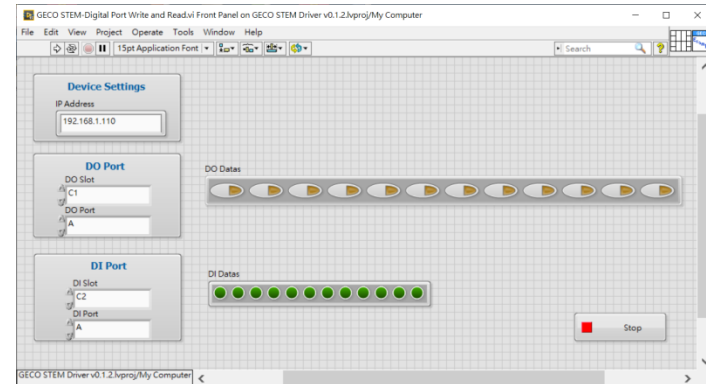 GECO STEM-Digital Port Write and Read.vi Front Panel on GECO STEM Driver v0.1.2.lvproj/My Computer
File Edit View Project Operate Tools Window Help
15pt Application Font
Search
Device Settings
IP Address
192.168.1.110
DO Port
DO Slot
C1
DO Port
A
DO Datas
DI Port
DI Slot
C2
DI Port
A
DI Datas
Stop
GECO STEM Driver v0.1.2.lvproj/My Computer